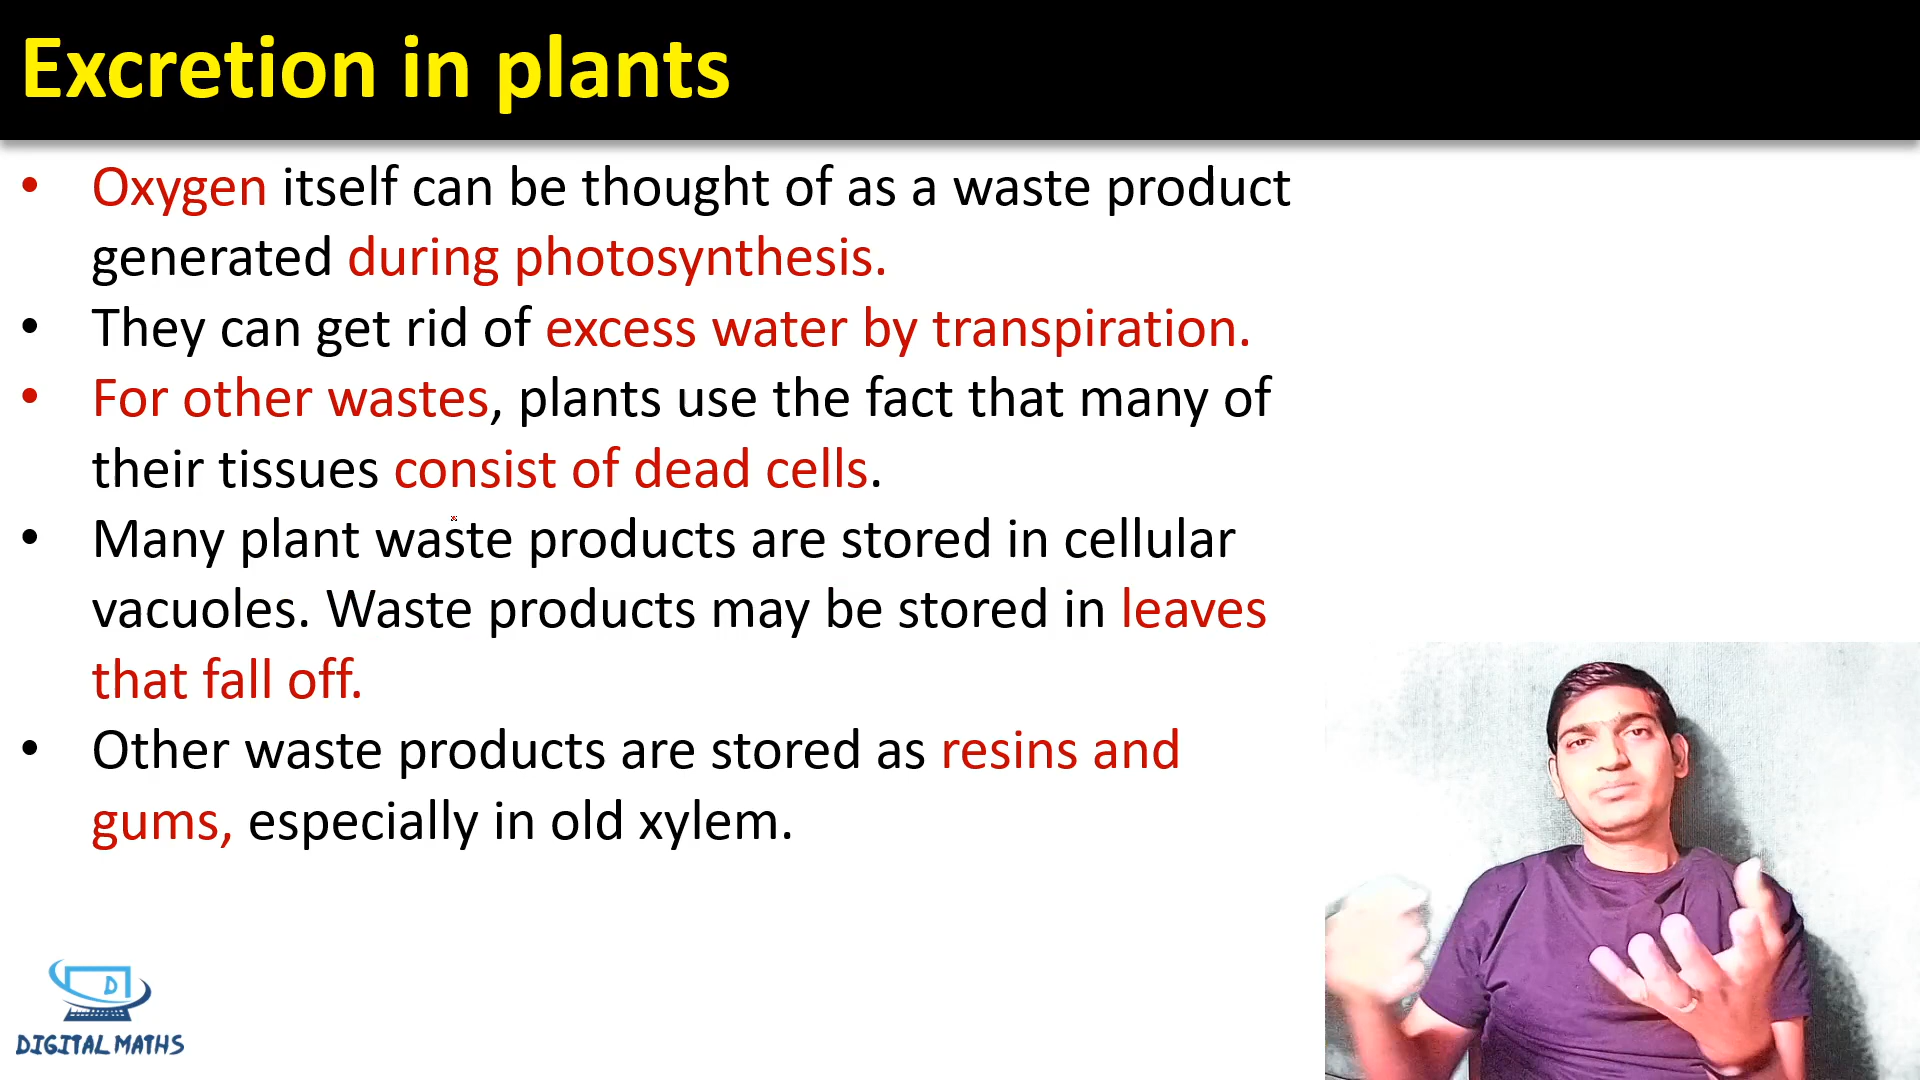 Excretion in plants
• Oxygen itself can be thought of as a waste product
generated during photosynthesis.
• They can get rid of excess water by transpiration.
• For other wastes, plants use the fact that many of
their tissues consist of dead cells.
• Many plant waste products are stored in cellular
vacuoles. Waste products may be stored in leaves
that fall off.
• Other waste products are stored as resins and
gums, especially in old xylem.
D
DIGITAL MATHS